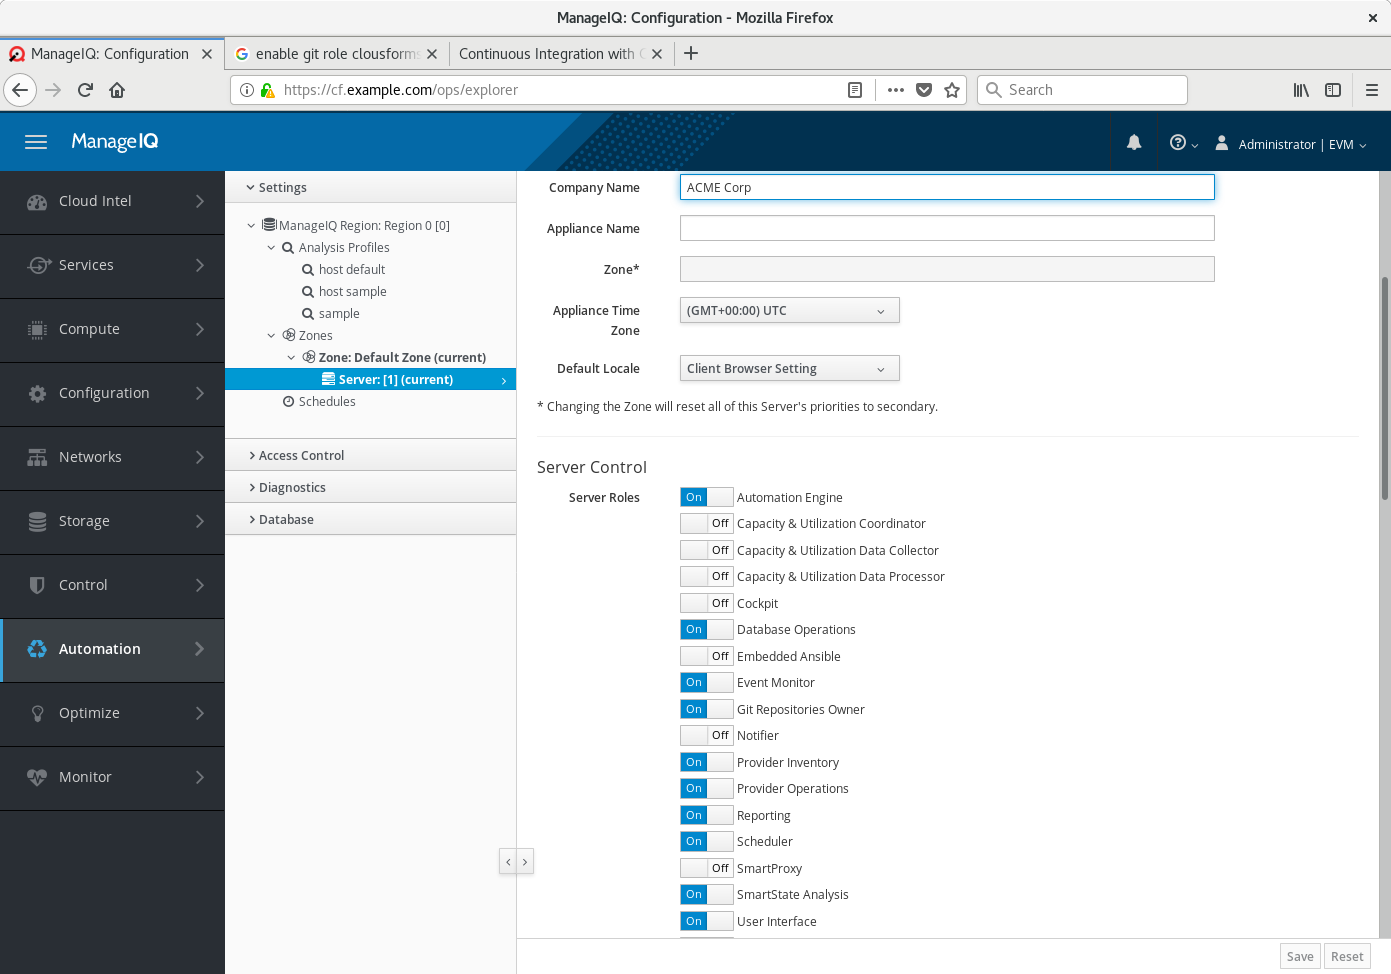 ManageIQ: Configuration - Mozilla Firefox
ManageIQ: Configuration
enable git role clousforms
Continuous Integration with
https://cf.example.com/ops/explorer
Search
ManageIQ
Administrator | EVM
Cloud Intel
Services
Compute
Configuration
Networks
Storage
Control
Automation
Optimize
Monitor
Settings
ManageIQ Region: Region 0 [0]
Analysis Profiles
host default
host sample
sample
Zones
Zone: Default Zone (current)
Server: [1] (current)
Schedules
Access Control
Diagnostics
Database
Company Name
ACME Corp
Appliance Name
Zone*
Appliance Time Zone
(GMT+00:00) UTC
Default Locale
Client Browser Setting
* Changing the Zone will reset all of this Server's priorities to secondary.
Server Control
Server Roles
On Automation Engine
Off Capacity & Utilization Coordinator
Off Capacity & Utilization Data Collector
Off Capacity & Utilization Data Processor
Off Cockpit
On Database Operations
Off Embedded Ansible
On Event Monitor
On Git Repositories Owner
Off Notifier
On Provider Inventory
On Provider Operations
On Reporting
On Scheduler
Off SmartProxy
On SmartState Analysis
On User Interface
Save
Reset